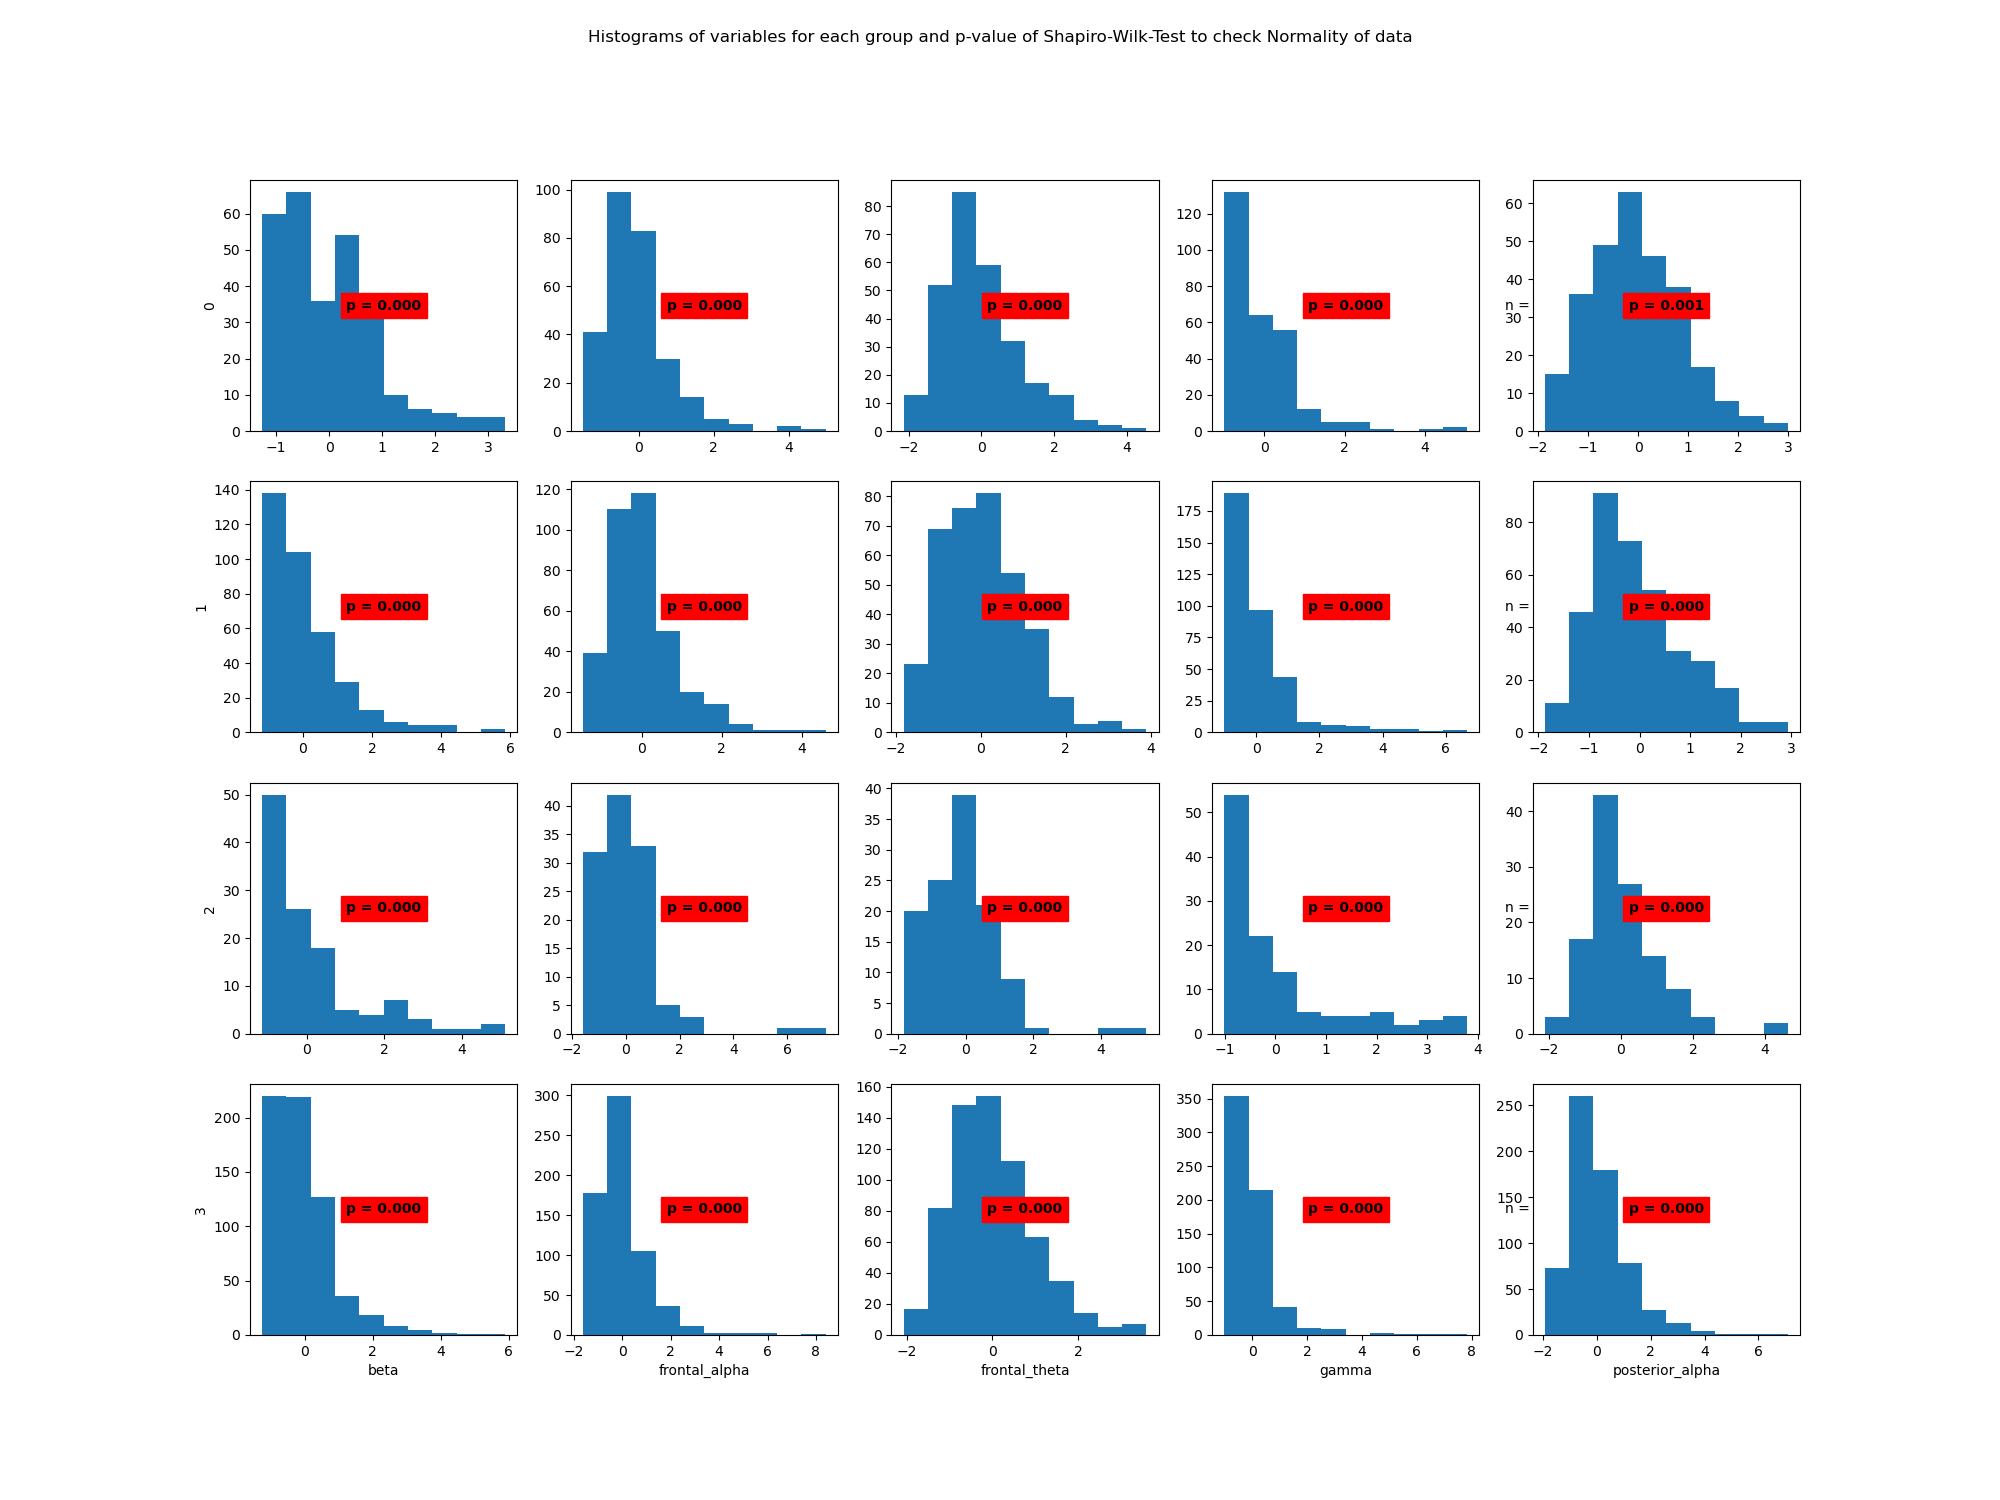 Histograms of variables for each group and p-value of Shapiro-Wilk-Test to check Normality of data
0
60
50
40
30
20
10
0
p = 0.000
−1 0 1 2 3
100
80
60
40
20
0
p = 0.000
0 2 4
80
70
60
50
40
30
20
10
0
p = 0.000
−2 0 2 4
120
100
80
60
40
20
0
p = 0.000
0 2 4
60
50
40
n =
30
20
10
0
p = 0.001
−2 −1 0 1 2 3
1
140
120
100
80
60
40
20
0
p = 0.000
0 2 4 6
120
100
80
60
40
20
0
p = 0.000
0 2 4
80
70
60
50
40
30
20
10
0
p = 0.000
−2 0 2 4
175
150
125
100
75
50
25
0
p = 0.000
0 2 4 6
80
60
n =
40
20
0
p = 0.000
−2 −1 0 1 2 3
2
50
40
30
20
10
0
p = 0.000
0 2 4
40
35
30
25
20
15
10
5
0
p = 0.000
−2 0 2 4 6
40
35
30
25
20
15
10
5
0
p = 0.000
−2 0 2 4
50
40
30
20
10
0
p = 0.000
−1 0 1 2 3 4
40
30
n =
20
10
0
p = 0.000
−2 0 2 4
3
200
150
100
50
0
p = 0.000
0 2 4 6
beta
300
250
200
150
100
50
0
p = 0.000
−2 0 2 4 6 8
frontal_alpha
160
140
120
100
80
60
40
20
0
p = 0.000
−2 0 2
frontal_theta
350
300
250
200
150
100
50
0
p = 0.000
0 2 4 6 8
gamma
250
200
150
n =
100
50
0
p = 0.000
−2 0 2 4 6
posterior_alpha